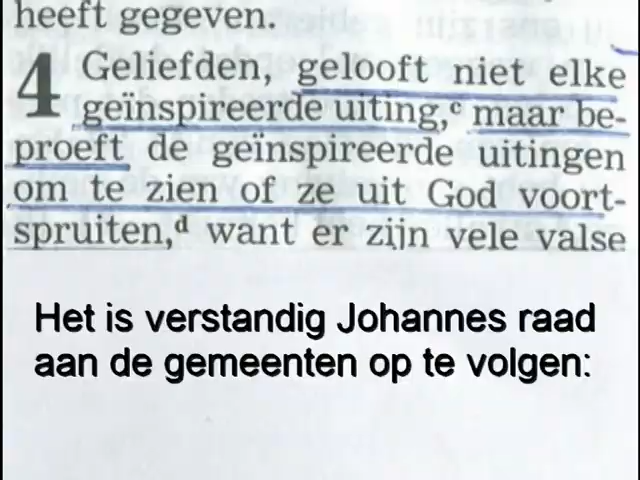 heeft gegeven.
4 Geliefden, gelooft niet elke
geïnspireerde uiting,c maar be-
proeft de geïnspireerde uitingen
om te zien of ze uit God voort-
spruiten,d want er zijn vele valse
Het is verstandig Johannes raad
aan de gemeenten op te volgen: